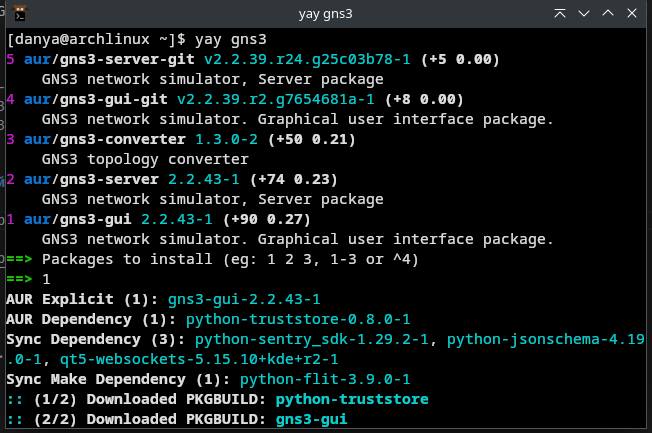 yay gns3
[danya@archlinux ~]$ yay gns3
5 aur/gns3-server-git v2.2.39.r24.g25c03b78-1 (+5 0.00)
GNS3 network simulator, Server package
4 aur/gns3-gui-git v2.2.39.r2.g7654681a-1 (+8 0.00)
GNS3 network simulator. Graphical user interface package.
3 aur/gns3-converter 1.3.0-2 (+50 0.21)
GNS3 topology converter
2 aur/gns3-server 2.2.43-1 (+74 0.23)
GNS3 network simulator, Server package
1 aur/gns3-gui 2.2.43-1 (+90 0.27)
GNS3 network simulator. Graphical user interface package.
==> Packages to install (eg: 1 2 3, 1-3 or ^4)
==> 1
AUR Explicit (1): gns3-gui-2.2.43-1
AUR Dependency (1): python-truststore-0.8.0-1
Sync Dependency (3): python-sentry_sdk-1.29.2-1, python-jsonschema-4.19
.0-1, qt5-websockets-5.15.10+kde+r2-1
Sync Make Dependency (1): python-flit-3.9.0-1
:: (1/2) Downloaded PKGBUILD: python-truststore
:: (2/2) Downloaded PKGBUILD: gns3-gui